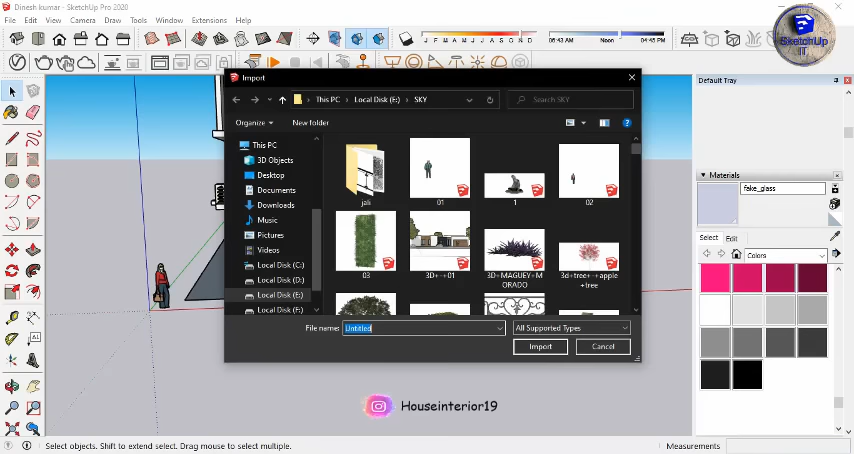 Dinesh kumar - SketchUp Pro 2020
File Edit View Camera Draw Tools Window Extensions Help
J F M A M J J A S O N D
06:43 AM Noon 04:45 PM
SketchUp
IT
Import
This PC > Local Disk (E:) > SKY
Search SKY
Organize
New folder
This PC
3D Objects
Desktop
Documents
Downloads
Music
Pictures
Videos
Local Disk (C:)
Local Disk (D:)
Local Disk (E:)
Local Disk (F:)
jali
01
1
02
03
3D+-+01
3D+MAGUEY+M
ORADO
3d+tree+-+apple
+tree
File name:
Untitled
All Supported Types
Import
Cancel
Default Tray
Materials
fake_glass
Select
Edit
Colors
A1
Houseinterior19
Select objects. Shift to extend select. Drag mouse to select multiple.
Measurements